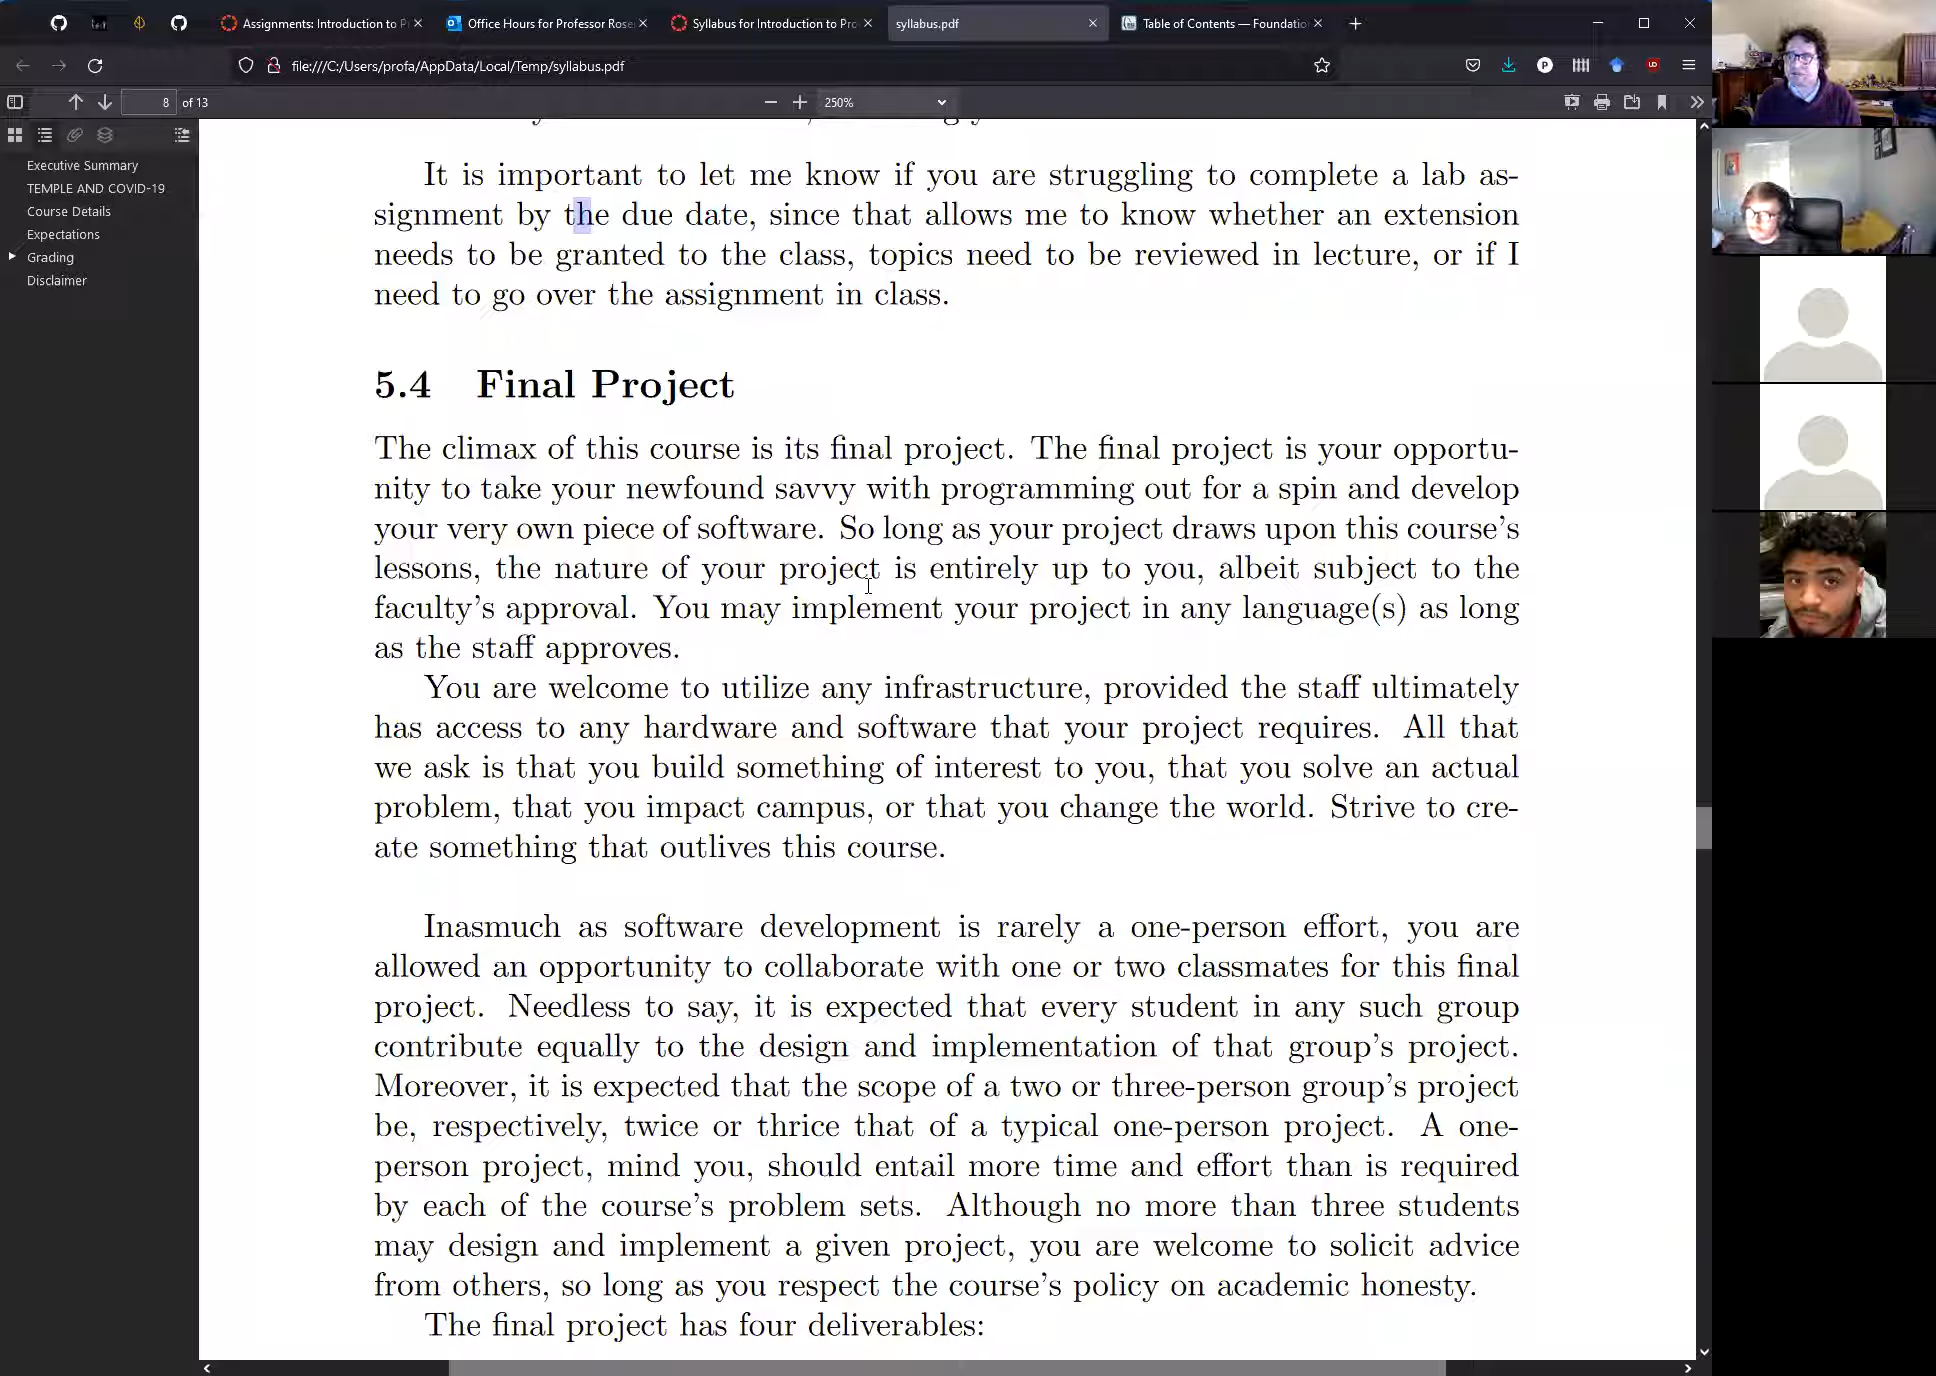 Assignments: Introduction to P
Office Hours for Professor Rose
Syllabus for Introduction to Pro
syllabus.pdf
Table of Contents — Foundatio
file:///C:/Users/profa/AppData/Local/Temp/syllabus.pdf
8 of 13
250%
Executive Summary
TEMPLE AND COVID-19
Course Details
Expectations
Grading
Disclaimer
It is important to let me know if you are struggling to complete a lab as-
signment by the due date, since that allows me to know whether an extension
needs to be granted to the class, topics need to be reviewed in lecture, or if I
need to go over the assignment in class.
5.4 Final Project
The climax of this course is its final project. The final project is your opportu-
nity to take your newfound savvy with programming out for a spin and develop
your very own piece of software. So long as your project draws upon this course's
lessons, the nature of your project is entirely up to you, albeit subject to the
faculty's approval. You may implement your project in any language(s) as long
as the staff approves.
You are welcome to utilize any infrastructure, provided the staff ultimately
has access to any hardware and software that your project requires. All that
we ask is that you build something of interest to you, that you solve an actual
problem, that you impact campus, or that you change the world. Strive to cre-
ate something that outlives this course.
Inasmuch as software development is rarely a one-person effort, you are
allowed an opportunity to collaborate with one or two classmates for this final
project. Needless to say, it is expected that every student in any such group
contribute equally to the design and implementation of that group's project.
Moreover, it is expected that the scope of a two or three-person group's project
be, respectively, twice or thrice that of a typical one-person project. A one-
person project, mind you, should entail more time and effort than is required
by each of the course's problem sets. Although no more than three students
may design and implement a given project, you are welcome to solicit advice
from others, so long as you respect the course's policy on academic honesty.
The final project has four deliverables: